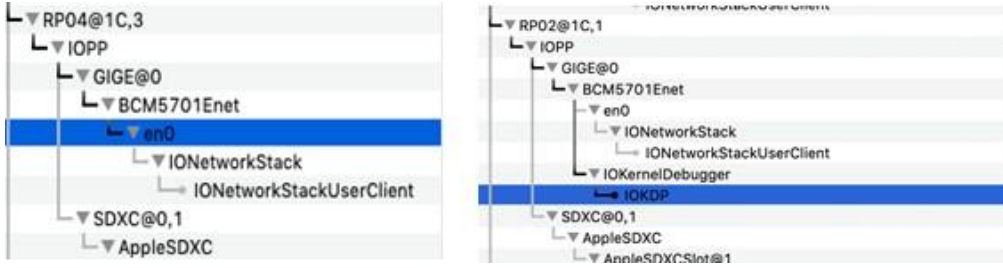 RP04@1C,3
IOPP
GIGE@0
BCM5701Enet
en0
IONetworkStack
IONetworkStackUserClient
SDXC@0,1
AppleSDXC
IONetworkStackUserClient
RP02@1C,1
IOPP
GIGE@0
BCM5701Enet
en0
IONetworkStack
IONetworkStackUserClient
IOKernelDebugger
IOKDP
SDXC@0,1
AppleSDXC
AppleSDXCSlot@1